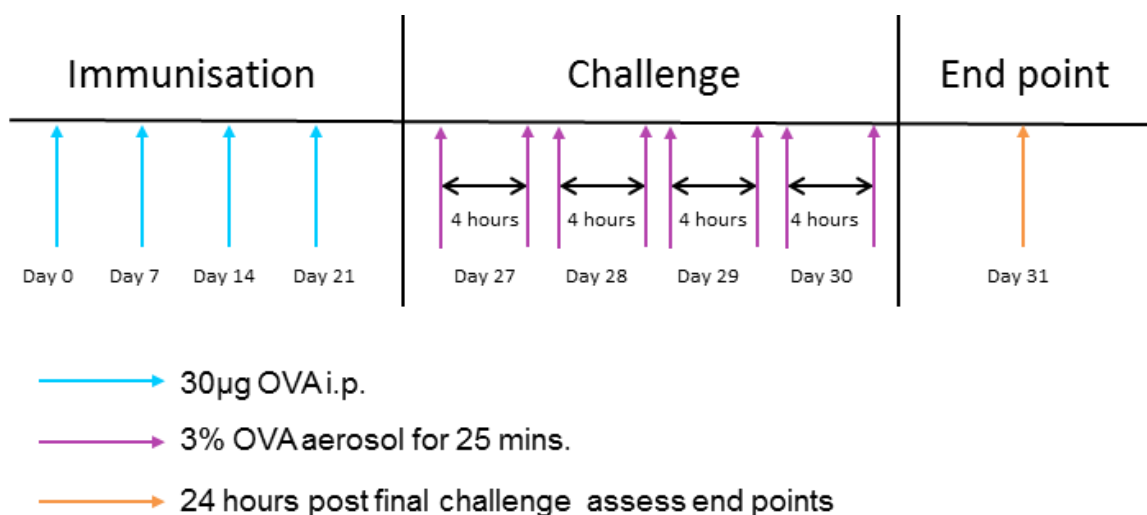 Immunisation Challenge End point
4 hours 4 hours 4 hours 4 hours
Day 0 Day 7 Day 14 Day 21 Day 27 Day 28 Day 29 Day 30 Day 31
30µg OVA i.p.
3% OVA aerosol for 25 mins.
24 hours post final challenge assess end points